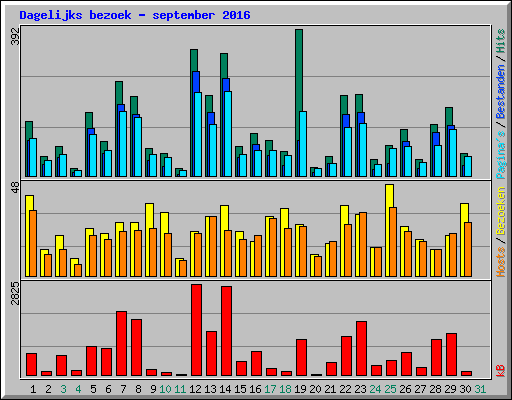 Dagelijks bezoek - september 2016
392
48
2825
Hosts / Bezoeken Pagina's / Bestanden / Hits
kB
1 2 3 4 5 6 7 8 9 10 11 12 13 14 15 16 17 18 19 20 21 22 23 24 25 26 27 28 29 30 31